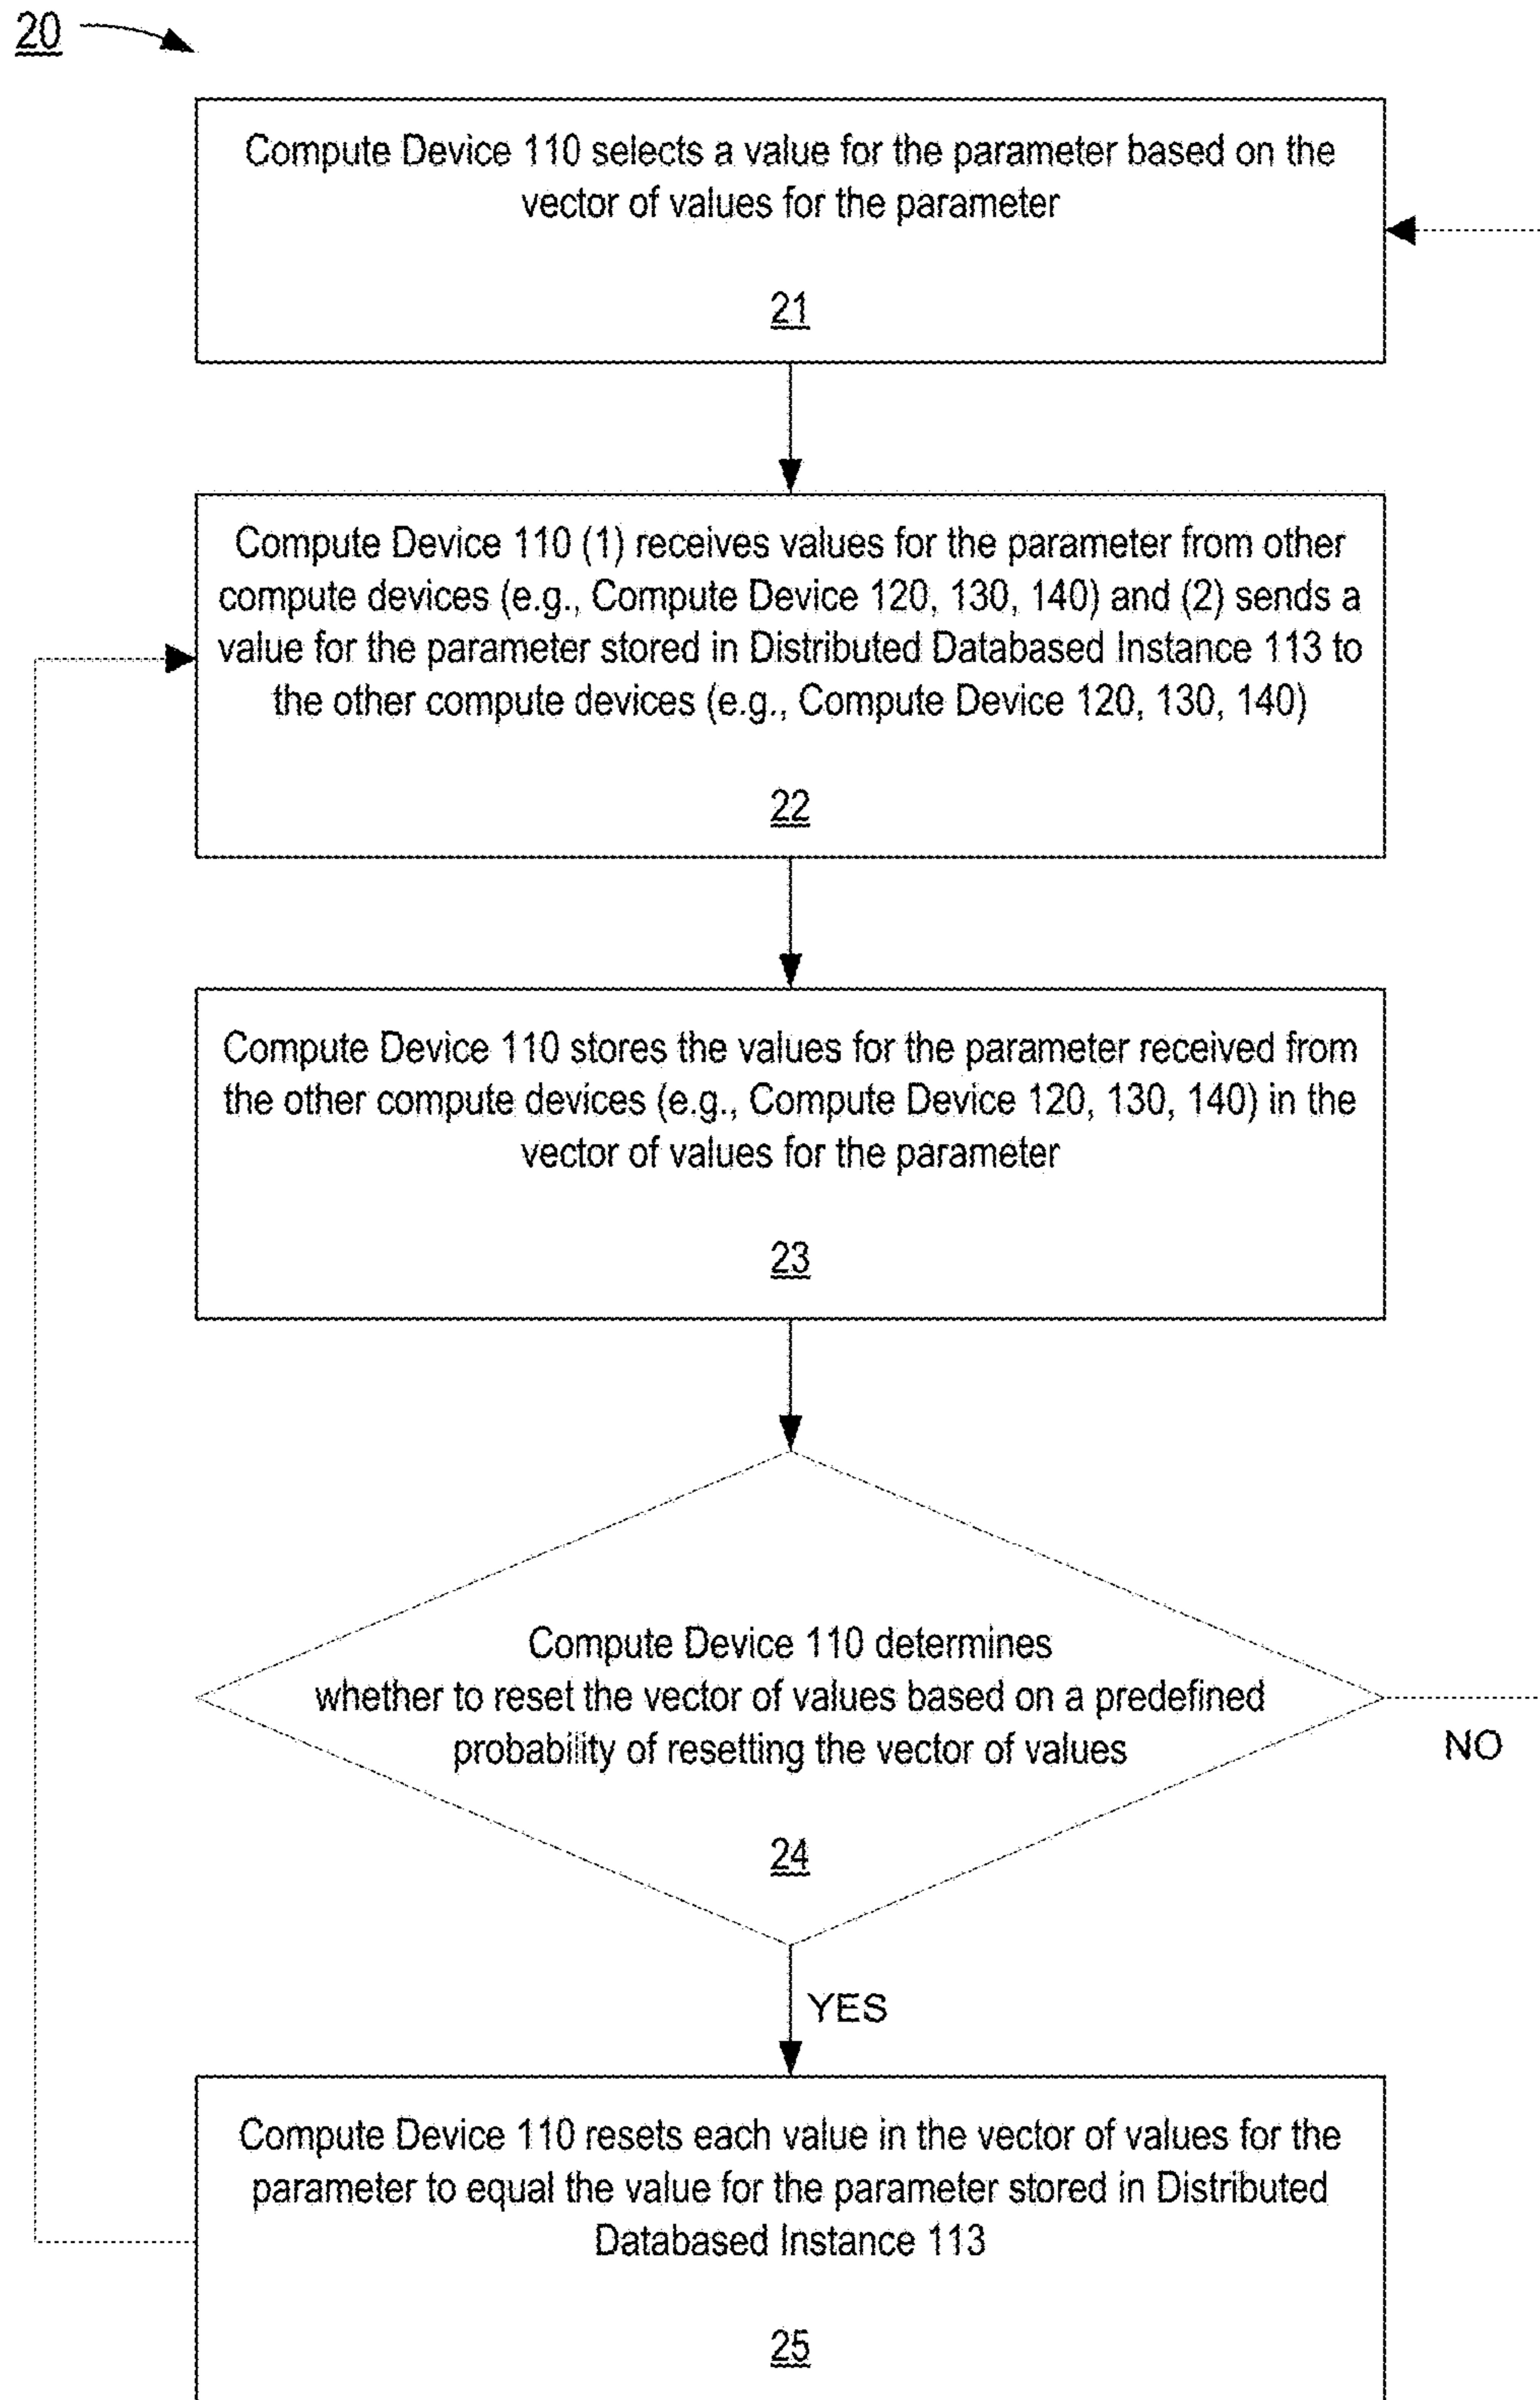 20
Compute Device 110 selects a value for the parameter based on the
vector of values for the parameter
21
Compute Device 110 (1) receives values for the parameter from other
compute devices (e.g., Compute Device 120, 130, 140) and (2) sends a
value for the parameter stored in Distributed Databased Instance 113 to
the other compute devices (e.g., Compute Device 120, 130, 140)
22
Compute Device 110 stores the values for the parameter received from
the other compute devices (e.g., Compute Device 120, 130, 140) in the
vector of values for the parameter
23
Compute Device 110 determines
whether to reset the vector of values based on a predefined
probability of resetting the vector of values
24
NO
YES
Compute Device 110 resets each value in the vector of values for the
parameter to equal the value for the parameter stored in Distributed
Databased Instance 113
25